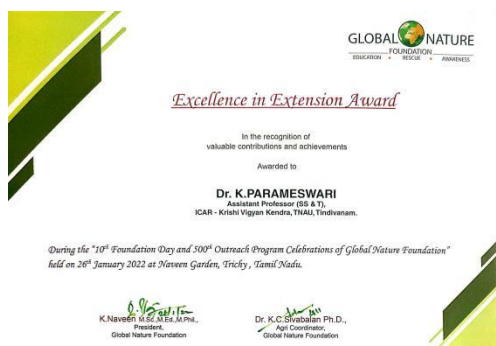 GLOBAL NATURE
FOUNDATION
EDUCATION • RESCUE • AWARENESS
Excellence in Extension Award
In the recognition of
valuable contributions and achievements
Awarded to
Dr. K.PARAMESWARI
Assistant Professor (SS & T),
ICAR - Krishi Vigyan Kendra, TNAU, Tindivanam.
During the "10th Foundation Day and 500th Outreach Program Celebrations of Global Nature Foundation"
held on 26th January 2022 at Naveen Garden, Trichy , Tamil Nadu.
K.Naveen M.Sc.,M.Ed.,M.Phil.,
President,
Global Nature Foundation
Dr. K.C.Sivabalan Ph.D.,
Agri Coordinator,
Global Nature Foundation